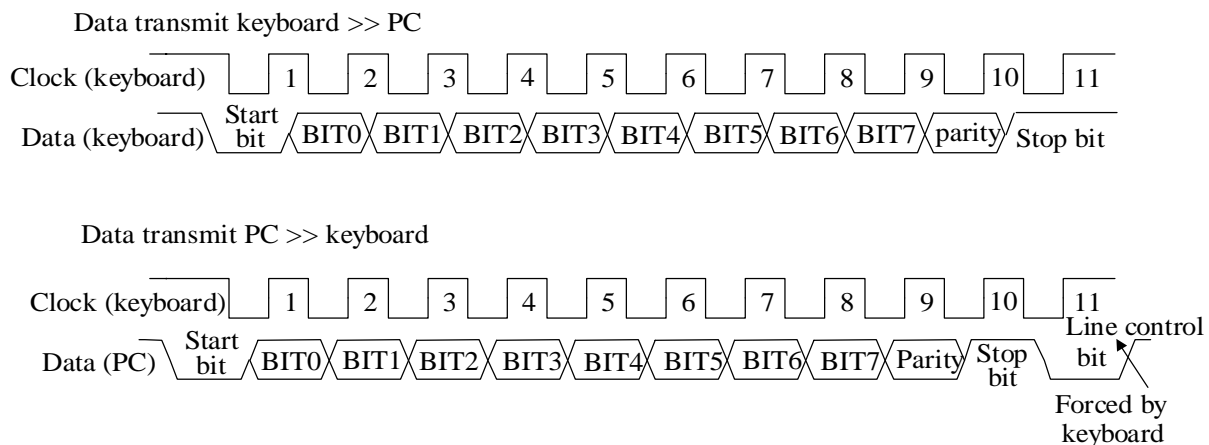 Data transmit keyboard >> PC
Clock (keyboard) 1 2 3 4 5 6 7 8 9 10 11
Data (keyboard) Start bit BIT0 BIT1 BIT2 BIT3 BIT4 BIT5 BIT6 BIT7 parity Stop bit
Data transmit PC >> keyboard
Clock (keyboard) 1 2 3 4 5 6 7 8 9 10 11
Data (PC) Start bit BIT0 BIT1 BIT2 BIT3 BIT4 BIT5 BIT6 BIT7 Parity Stop bit Line control bit
Forced by
keyboard